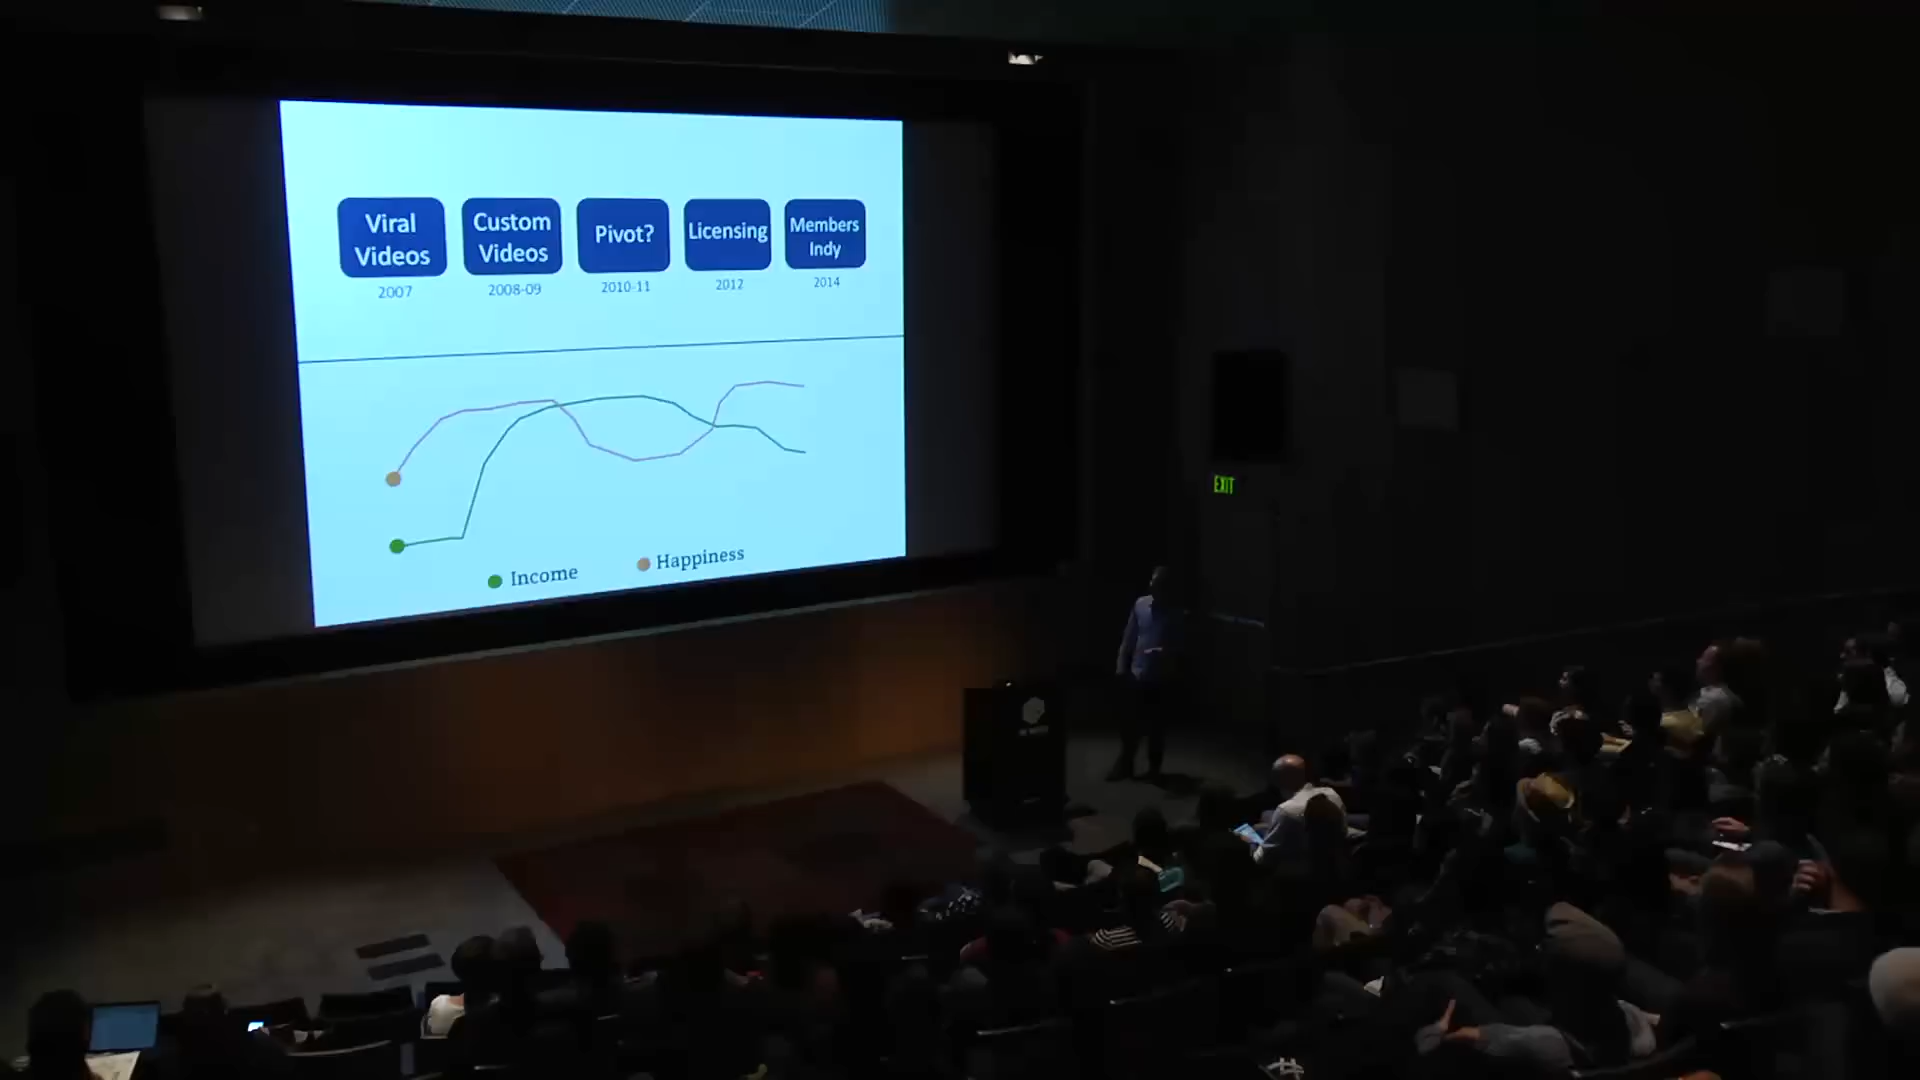 Viral
Videos
2007
Custom
Videos
2008-09
Pivot?
2010-11
Licensing
2012
Members
Indy
2014
Income
Happiness
EXIT